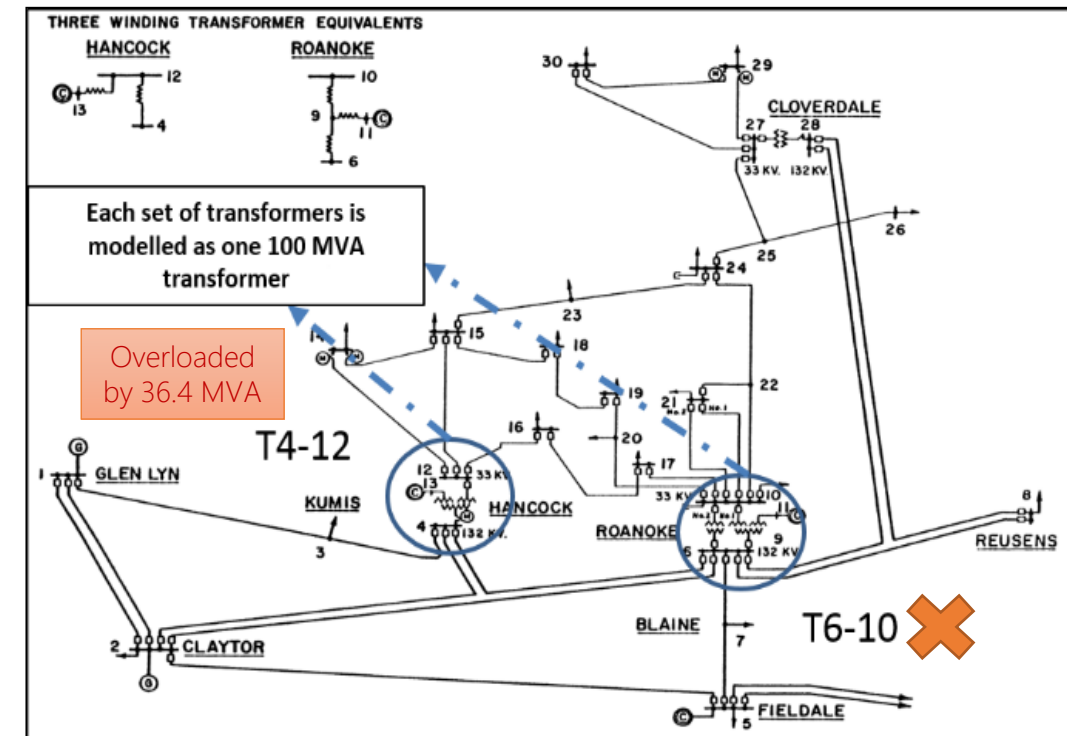 THREE WINDING TRANSFORMER EQUIVALENTS
HANCOCK
ROANOKE
12
C
13
4
10
9
C
11
6
30
29
CLOVERDALE
27
28
33 KV.
132 KV.
26
25
24
23
Each set of transformers is
modelled as one 100 MVA
transformer
Overloaded
by 36.4 MVA
15
18
19
22
21
No. 2
No. 1
20
16
17
T4-12
12
33 KV.
13
C
HANCOCK
4
132 KV.
33 KV.
10
11
C
ROANOKE
9
6
132 KV
G
1
GLEN LYN
KUMIS
3
8
REUSENS
BLAINE
7
T6-10
2
CLAYTOR
G
C
5
FIELDALE